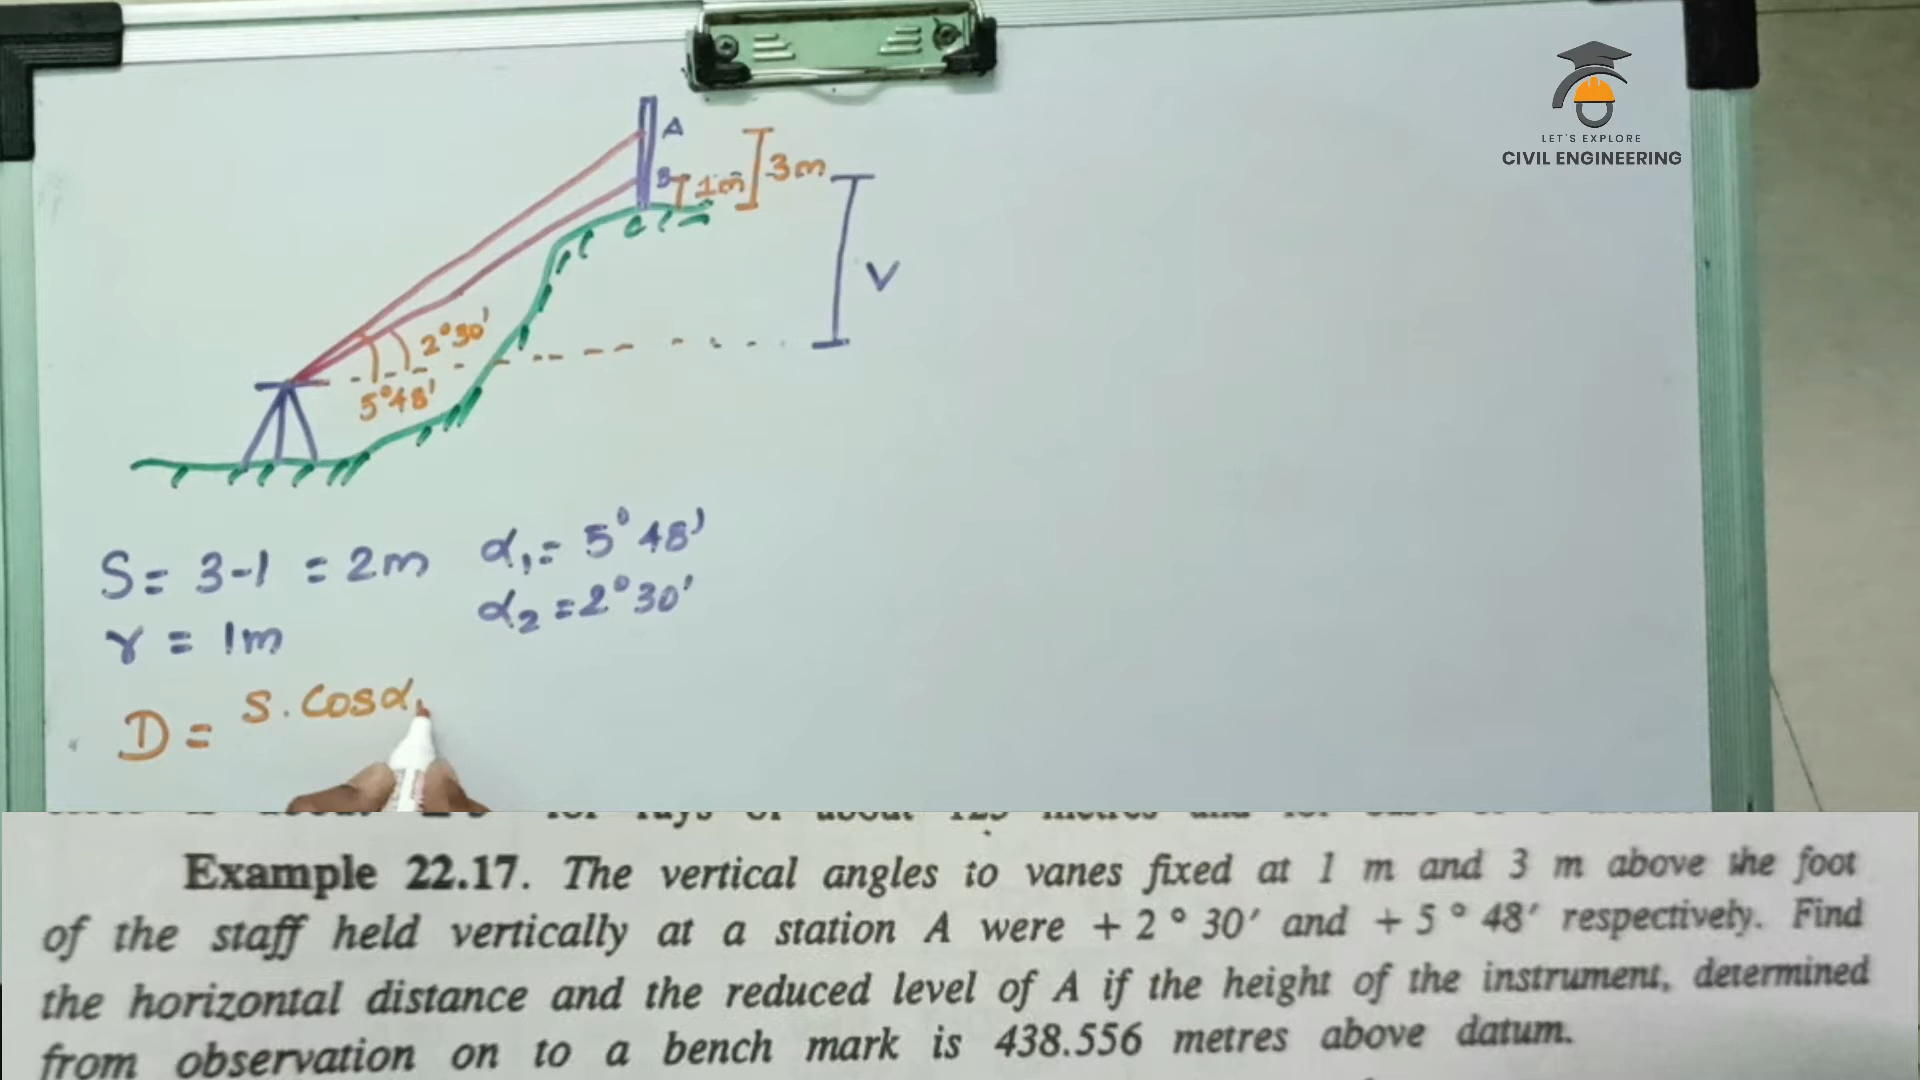 LET'S EXPLORE
CIVIL ENGINEERING
A
B
1m
3m
V
2°30'
5°48'
S = 3-1 = 2m
α₁ = 5°48'
α₂ = 2°30'
r = 1m
D = S. Cosα₁
Example 22.17. The vertical angles to vanes fixed at 1 m and 3 m above the foot
of the staff held vertically at a station A were + 2° 30′ and + 5° 48′ respectively. Find
the horizontal distance and the reduced level of A if the height of the instrument, determined
from observation on to a bench mark is 438.556 metres above datum.